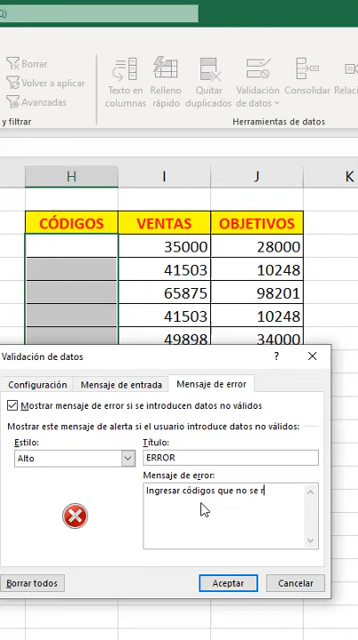 Borrar
Volver a aplicar
Avanzadas
y filtrar
Texto en columnas
Relleno rápido
Quitar duplicados
Validación de datos
Consolidar
Herramientas de datos
H I J K
CÓDIGOS VENTAS OBJETIVOS
35000 28000
41503 10248
65875 98201
41503 10248
49898 34000
Validación de datos ?
Configuración Mensaje de entrada Mensaje de error
Mostrar mensaje de error si se introducen datos no válidos
Mostrar este mensaje de alerta si el usuario introduce datos no válidos:
Estilo: Título:
Alto ERROR
Mensaje de error:
Ingresar códigos que no se r
Borrar todos Aceptar Cancelar